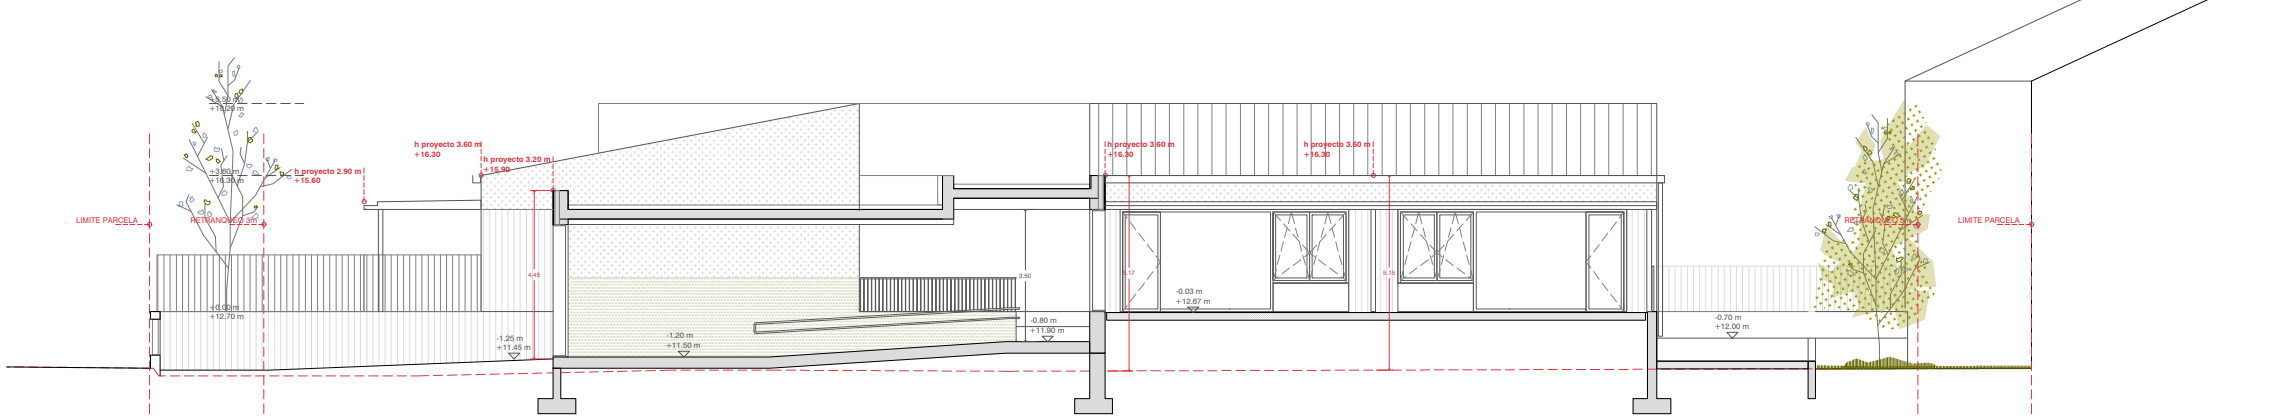 +5.50 m
+18.20 m
h proyecto 3.60 m
+16.30
h proyecto 3.20 m
+15.90
h proyecto 3.60 m
+16.30
h proyecto 3.60 m
+16.30
+3.60 m
+16.30 m
h proyecto 2.90 m
+15.60
LIMITE PARCELA
RETRANQUEO 3m
RETRANQUEO 3m
LIMITE PARCELA
4.45
3.50
5.17
5.15
-0.03 m
+12.67 m
+0.00 m
+12.70 m
-0.80 m
+11.90 m
-0.70 m
+12.00 m
-1.25 m
+11.45 m
-1.20 m
+11.50 m